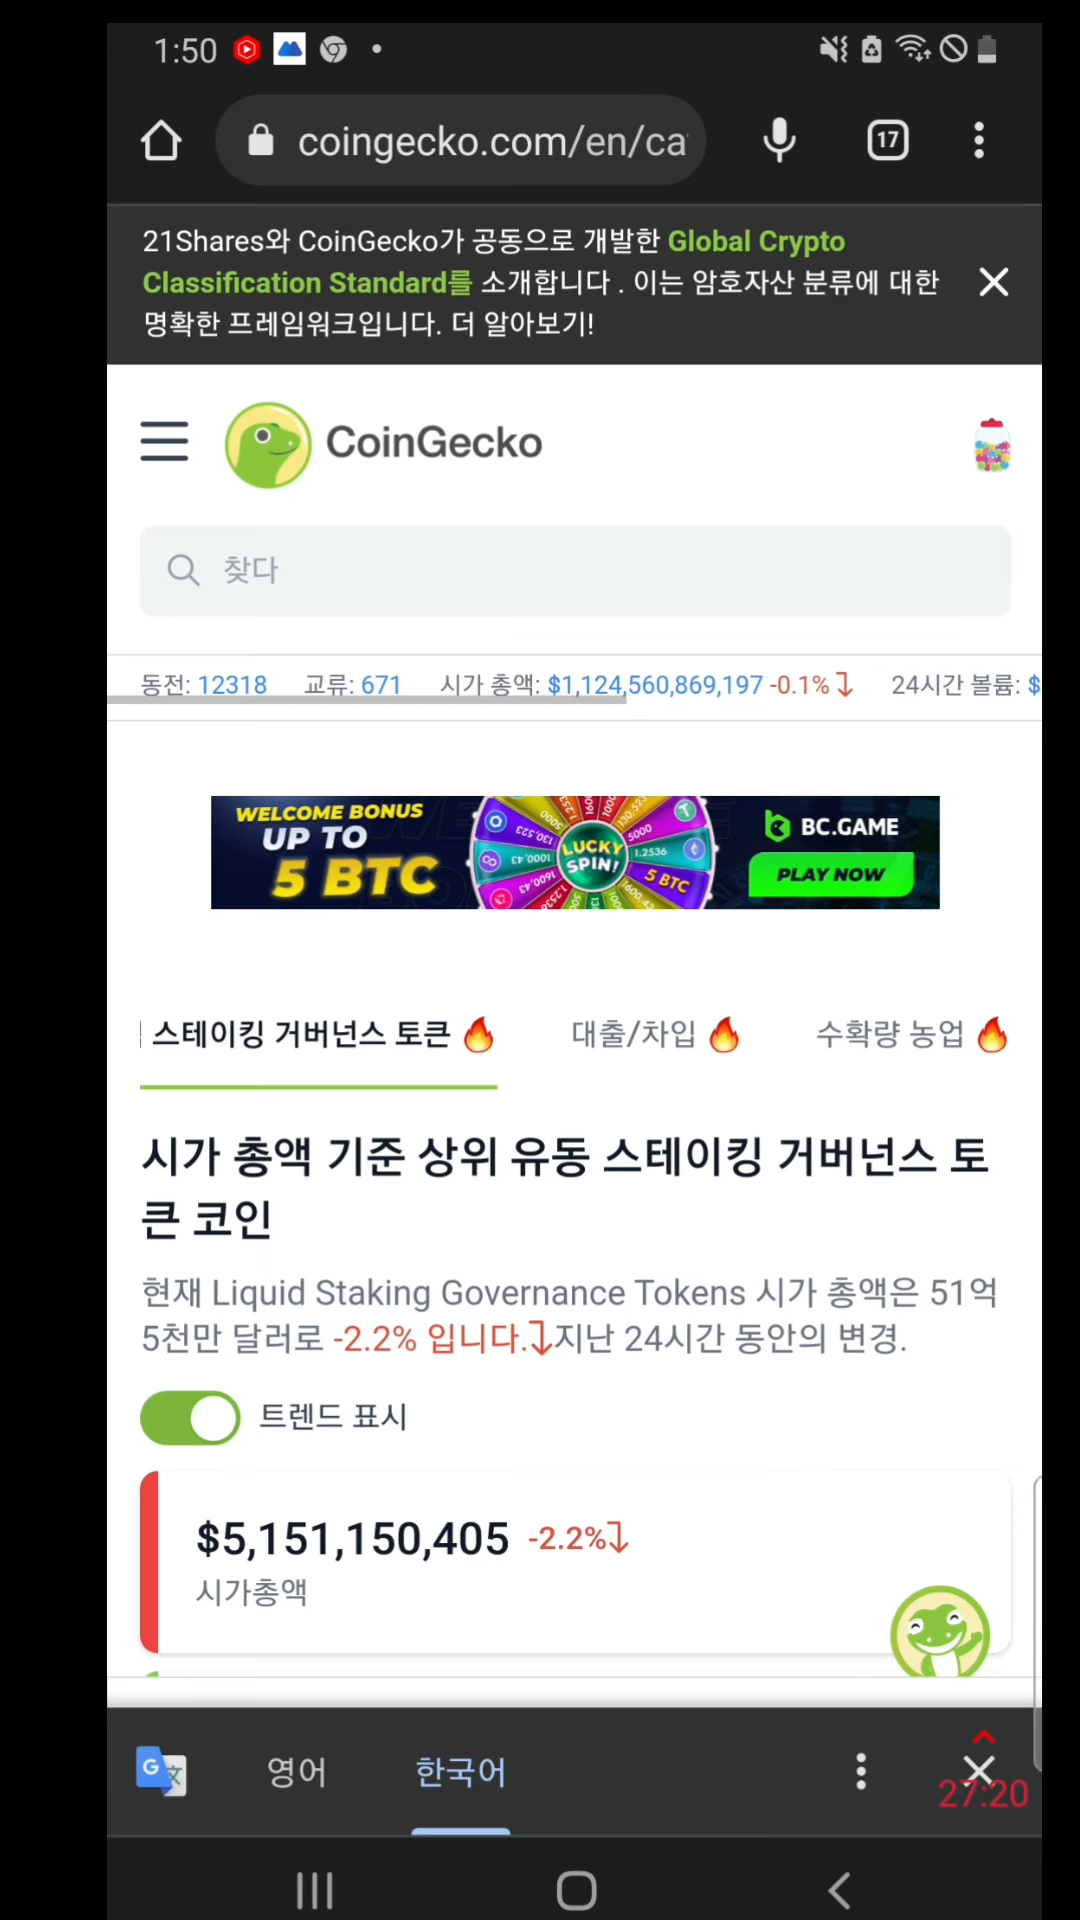 1:50
coingecko.com/en/ca
17
21Shares와 CoinGecko가 공동으로 개발한 Global Crypto
Classification Standard를 소개합니다 . 이는 암호자산 분류에 대한
명확한 프레임워크입니다. 더 알아보기!
CoinGecko
찾다
동전: 12318 교류: 671 시가 총액: $1,124,560,869,197 -0.1% 24시간 볼륨: $
WELCOME BONUS
UP TO
5 BTC
LUCKY
SPIN!
5000
1.2536
5 BTC
BC.GAME
PLAY NOW
스테이킹 거버넌스 토큰 🔥 대출/차입 🔥 수확량 농업 🔥
시가 총액 기준 상위 유동 스테이킹 거버넌스 토
큰 코인
현재 Liquid Staking Governance Tokens 시가 총액은 51억
5천만 달러로 -2.2% 입니다. 지난 24시간 동안의 변경.
트렌드 표시
$5,151,150,405 -2.2%
시가총액
G 文 영어 한국어
27:20